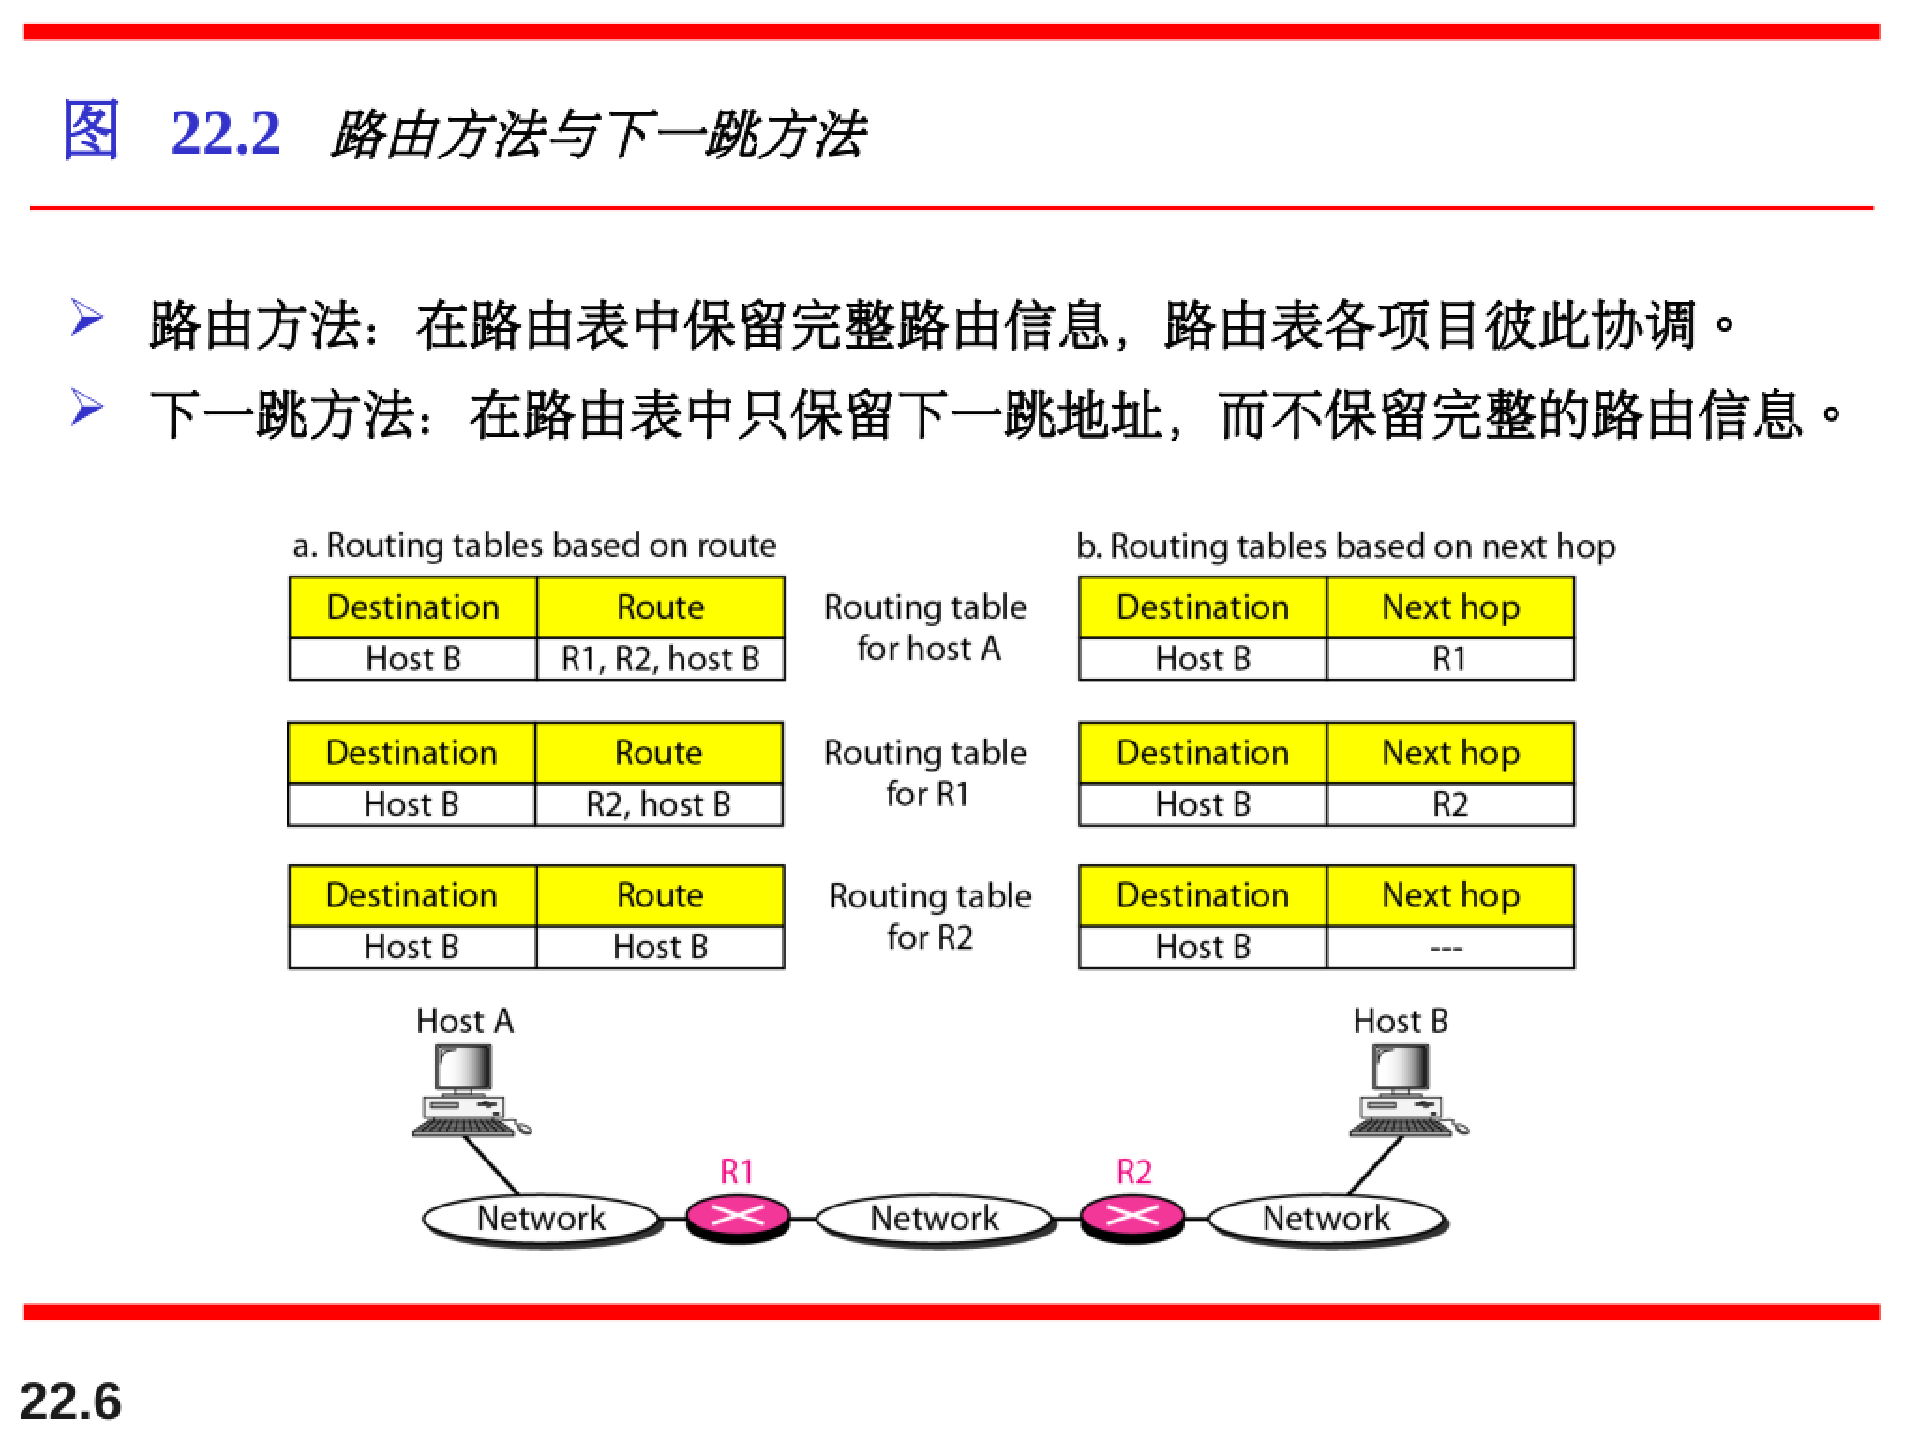 图 22.2 路由方法与下一跳方法
路由方法：在路由表中保留完整路由信息，路由表各项目彼此协调。
下一跳方法：在路由表中只保留下一跳地址，而不保留完整的路由信息。
a. Routing tables based on route
b. Routing tables based on next hop
Destination Route
Host B R1, R2, host B
Routing table
for host A
Destination Next hop
Host B R1
Destination Route
Host B R2, host B
Routing table
for R1
Destination Next hop
Host B R2
Destination Route
Host B Host B
Routing table
for R2
Destination Next hop
Host B ---
Host A
Host B
R1
R2
Network
Network
Network
22.6